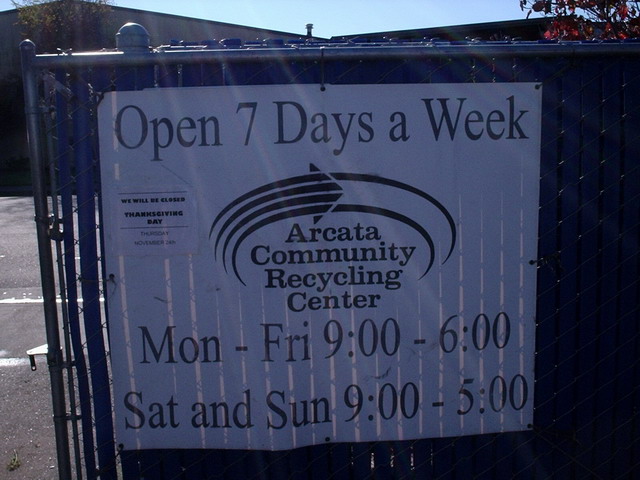 Open 7 Days a Week
WE WILL BE CLOSED
THANKSGIVING
DAY
THURSDAY
Arcata
Community
Recycling
Center
Mon - Fri 9:00 - 6:00
Sat and Sun 9:00 - 5:00